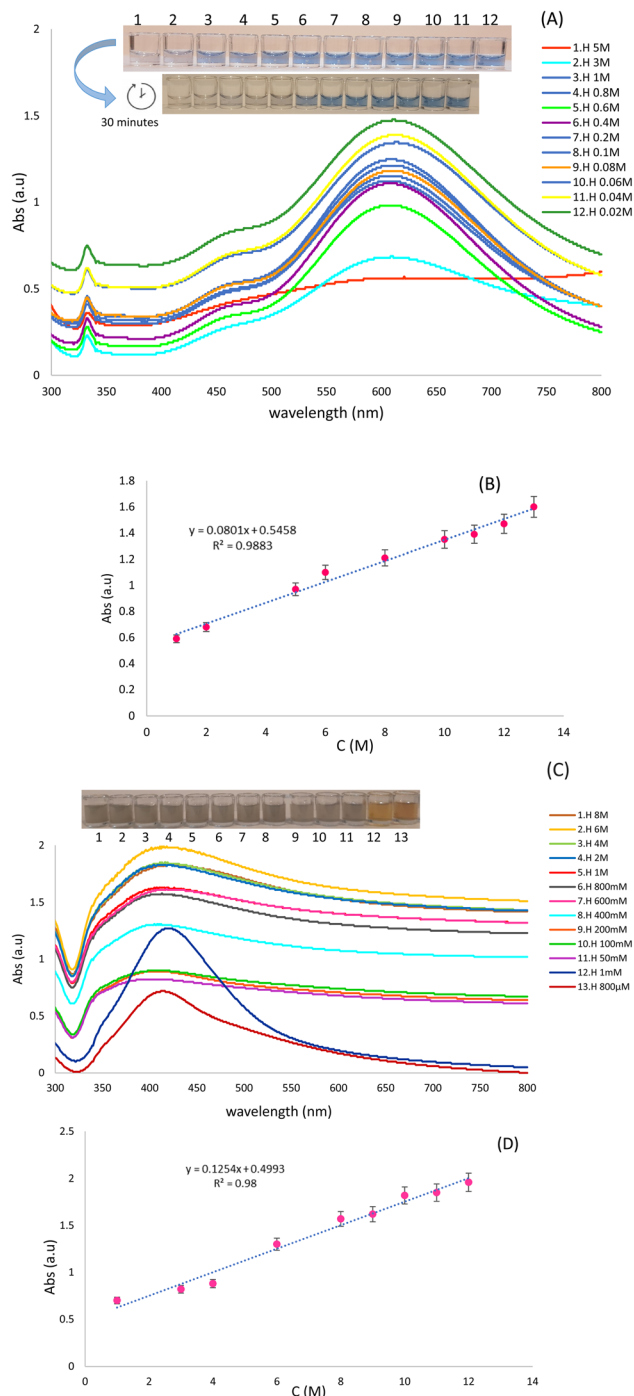 (A)
1 2 3 4 5 6 7 8 9 10 11 12
30 minutes
1.H 5M
2.H 3M
3.H 1M
4.H 0.8M
5.H 0.6M
6.H 0.4M
7.H 0.2M
8.H 0.1M
9.H 0.08M
10.H 0.06M
11.H 0.04M
12.H 0.02M
Abs (a.u)
2
1.5
1
0.5
0
300 350 400 450 500 550 600 650 700 750 800
wavelength (nm)
(B)
y = 0.0801x + 0.5458
R² = 0.9883
Abs (a.u)
1.8
1.6
1.4
1.2
1
0.8
0.6
0.4
0.2
0
0 2 4 6 8 10 12 14
C (M)
(C)
1 2 3 4 5 6 7 8 9 10 11 12 13
1.H 8M
2.H 6M
3.H 4M
4.H 2M
5.H 1M
6.H 800mM
7.H 600mM
8.H 400mM
9.H 200mM
10.H 100mM
11.H 50mM
12.H 1mM
13.H 800µM
Abs (a.u)
2
1.5
1
0.5
0
300 350 400 450 500 550 600 650 700 750 800
wavelength (nm)
(D)
y = 0.1254x + 0.4993
R² = 0.98
Abs (a.u)
2.5
2
1.5
1
0.5
0
0 2 4 6 8 10 12 14
C (M)